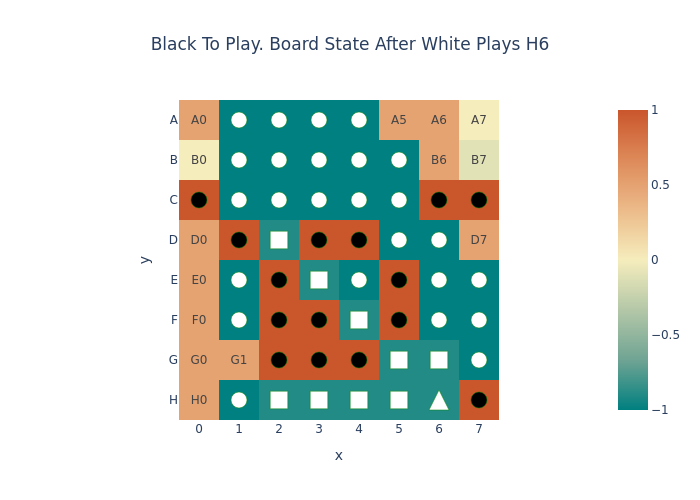 Black To Play. Board State After White Plays H6
A A0 A5 A6 A7
B B0 B6 B7
C
D D0 D7
E E0
F F0
G G0 G1
H H0
0 1 2 3 4 5 6 7
x
y
1
0.5
0
−0.5
−1